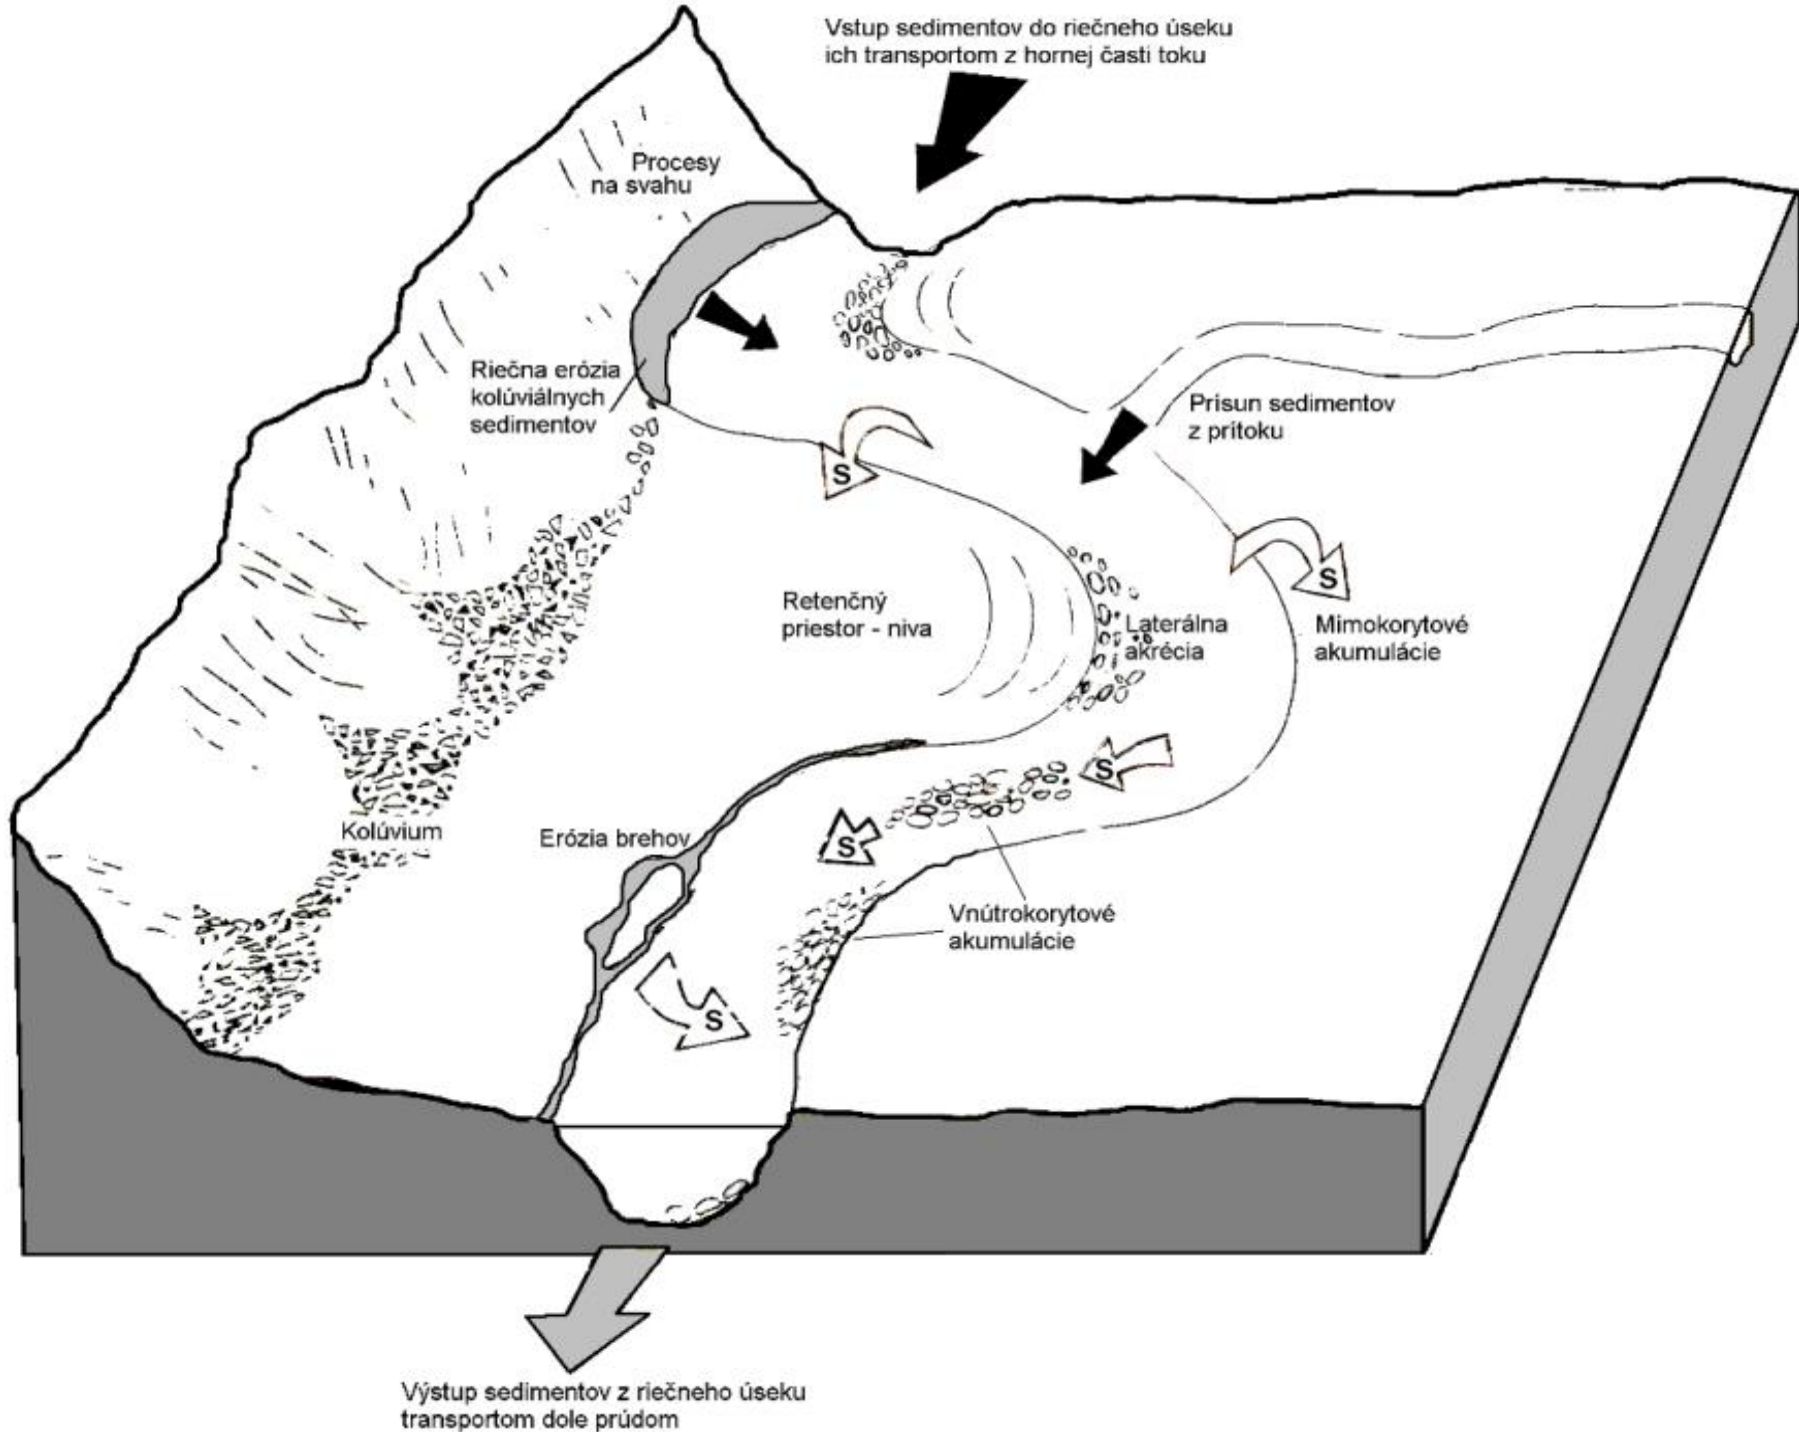 Vstup sedimentov do riečneho úseku
ich transportom z hornej časti toku
Procesy
na svahu
Riečna erózia
kolúviálnych
sedimentov
Prisun sedimentov
z prítoku
S
S
Retenčný
priestor - niva
Laterálna
akrécia
Mimokorytové
akumulácie
S
Kolúvium
Erózia brehov
S
Vnútrokorytové
akumulácie
S
Výstup sedimentov z riečneho úseku
transportom dole prúdom